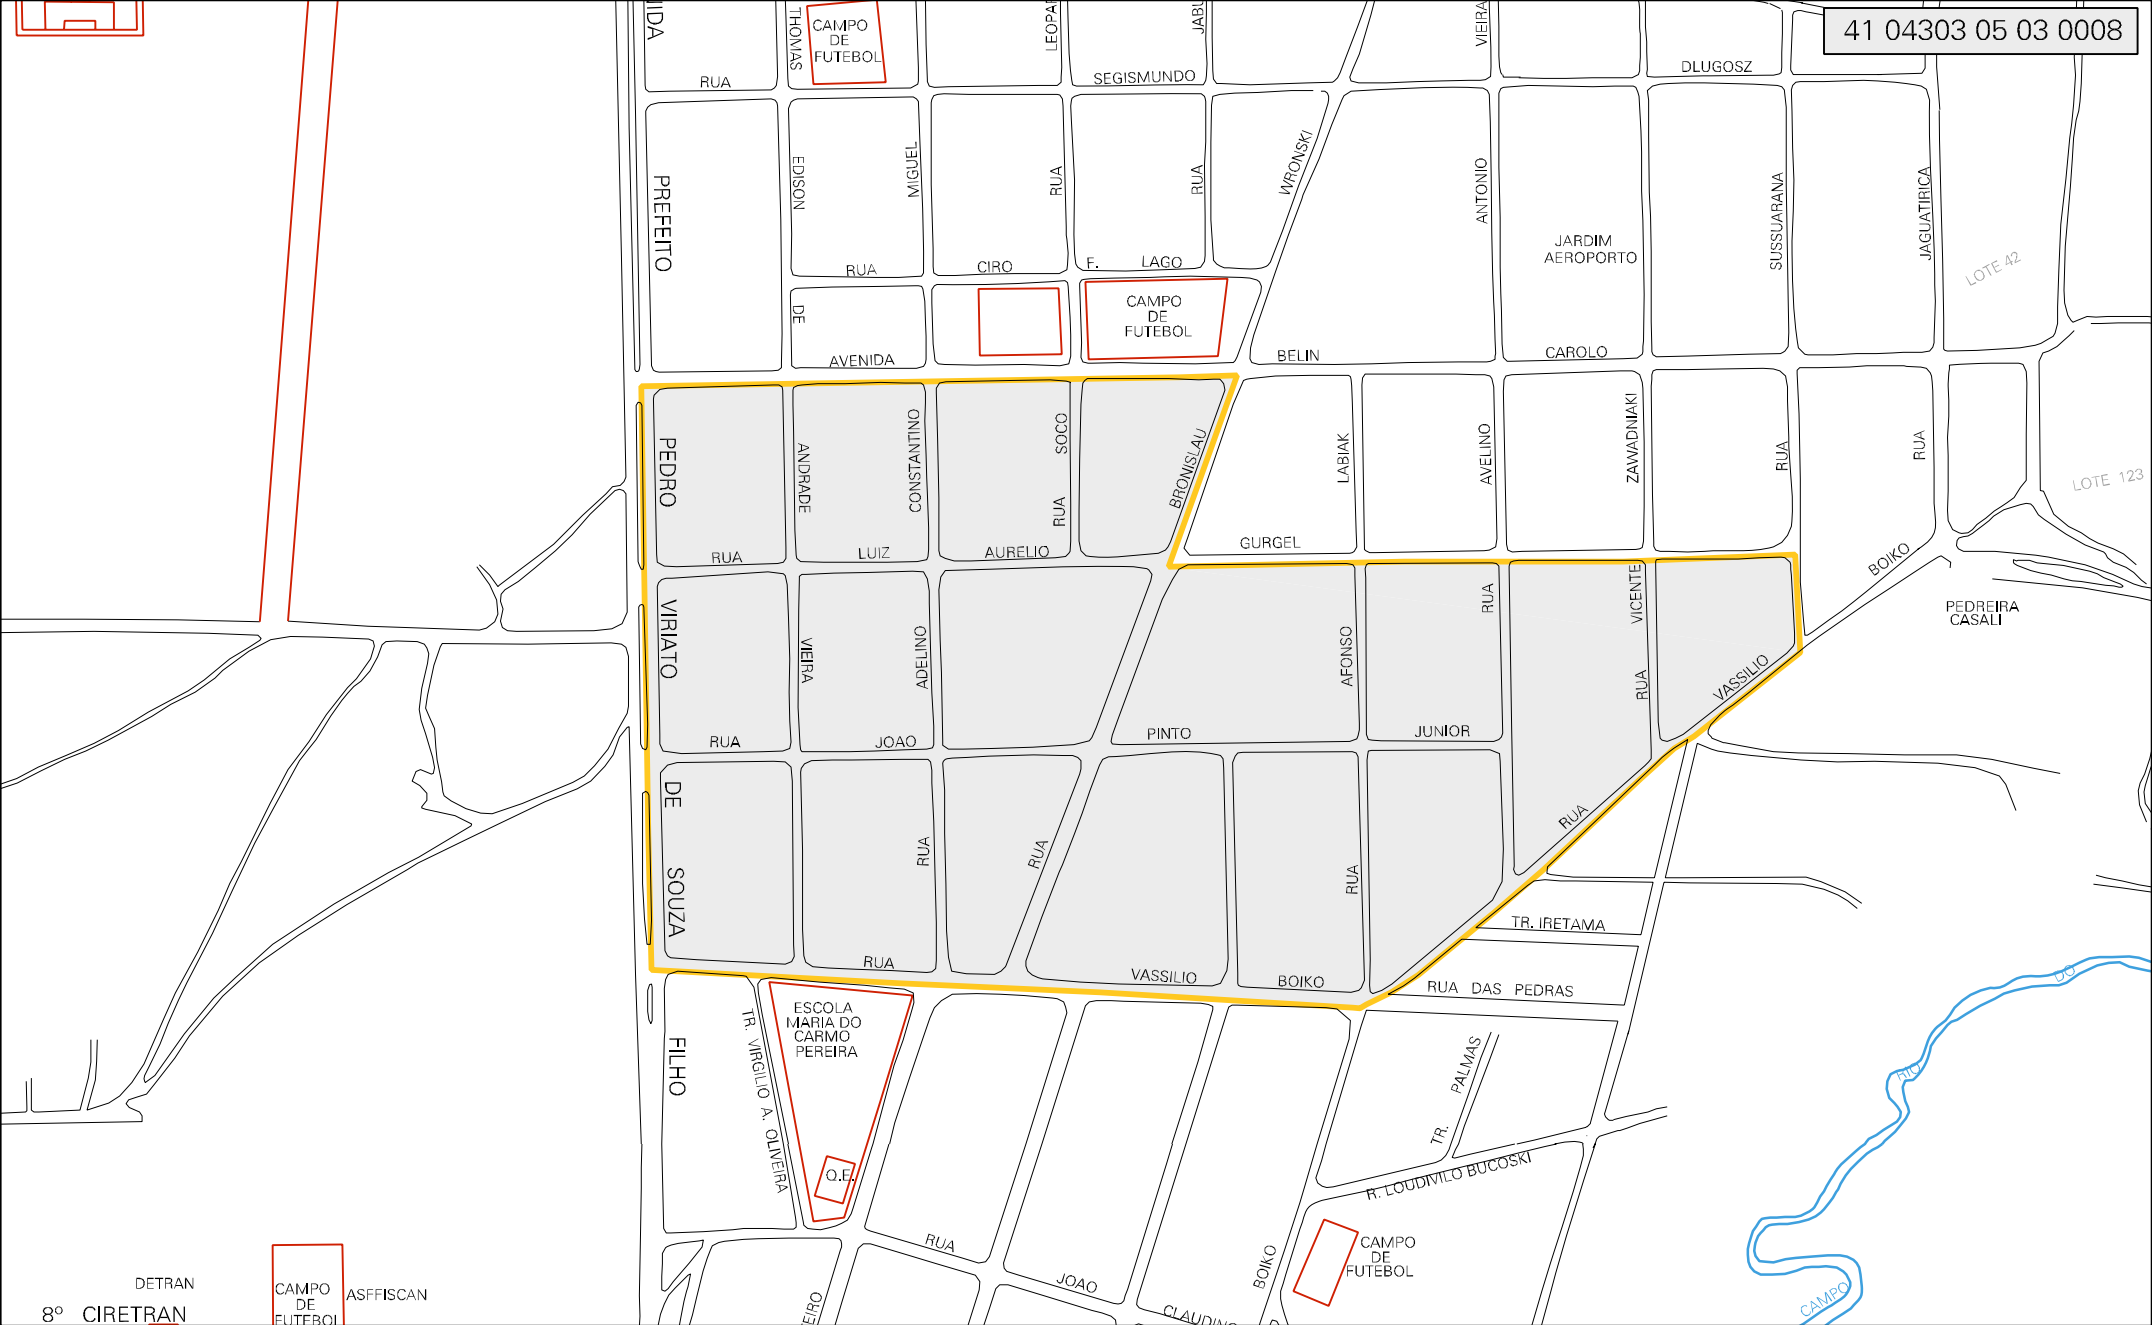 41 04303 05 03 0008
THOMAS
CAMPO
DE
FUTEBOL
RUA
SEGISMUNDO
DLUGOSZ
PREFEITO
EDISON
MIGUEL
RUA
RUA
WRONSKI
ANTONIO
SUSSUARANA
JAGUATIRICA
JARDIM
AEROPORTO
LOTE 42
RUA
CIRO
F.
LAGO
DE
CAMPO
DE
FUTEBOL
AVENIDA
BELIN
CAROLO
PEDRO
ANDRADE
CONSTANTINO
SOCO
RUA
BRONISLAU
LABIAK
AVELINO
ZAWADNIAKI
RUA
RUA
LOTE 123
RUA
LUIZ
AURELIO
GURGEL
BOIKO
PEDREIRA
CASALI
VIRIATO
VIEIRA
ADELINO
AFONSO
RUA
VICENTE
RUA
VASSILIO
RUA
JOAO
PINTO
JUNIOR
DE
SOUZA
RUA
RUA
RUA
RUA
TR. IRETAMA
RUA
VASSILIO
BOIKO
RUA DAS PEDRAS
DO
RIO
CAMPO
FILHO
TR. VIRGILIO A. OLIVEIRA
ESCOLA
MARIA DO
CARMO
PEREIRA
Q.E.
TR. PALMAS
R. LOUDIVILO BUCOSKI
RUA
JOAO
BOIKO
CAMPO
DE
FUTEBOL
DETRAN
8º CIRETRAN
CAMPO
DE
FUTEBOL
ASFFISCAN